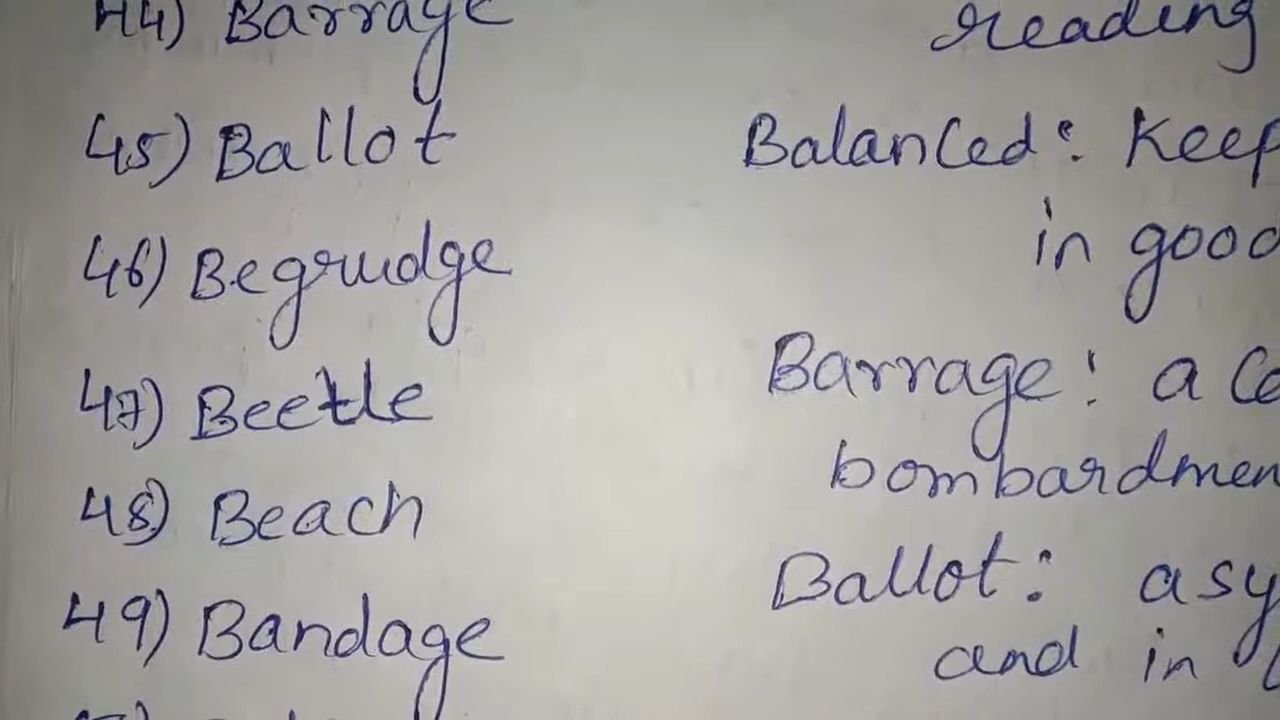 44) Barrage
45) Ballot
46) Begrudge
47) Beetle
48) Beach
49) Bandage
reading
Balanced: Keep
in good
Barrage: a co
bombardmen
Ballot: a sy
and in